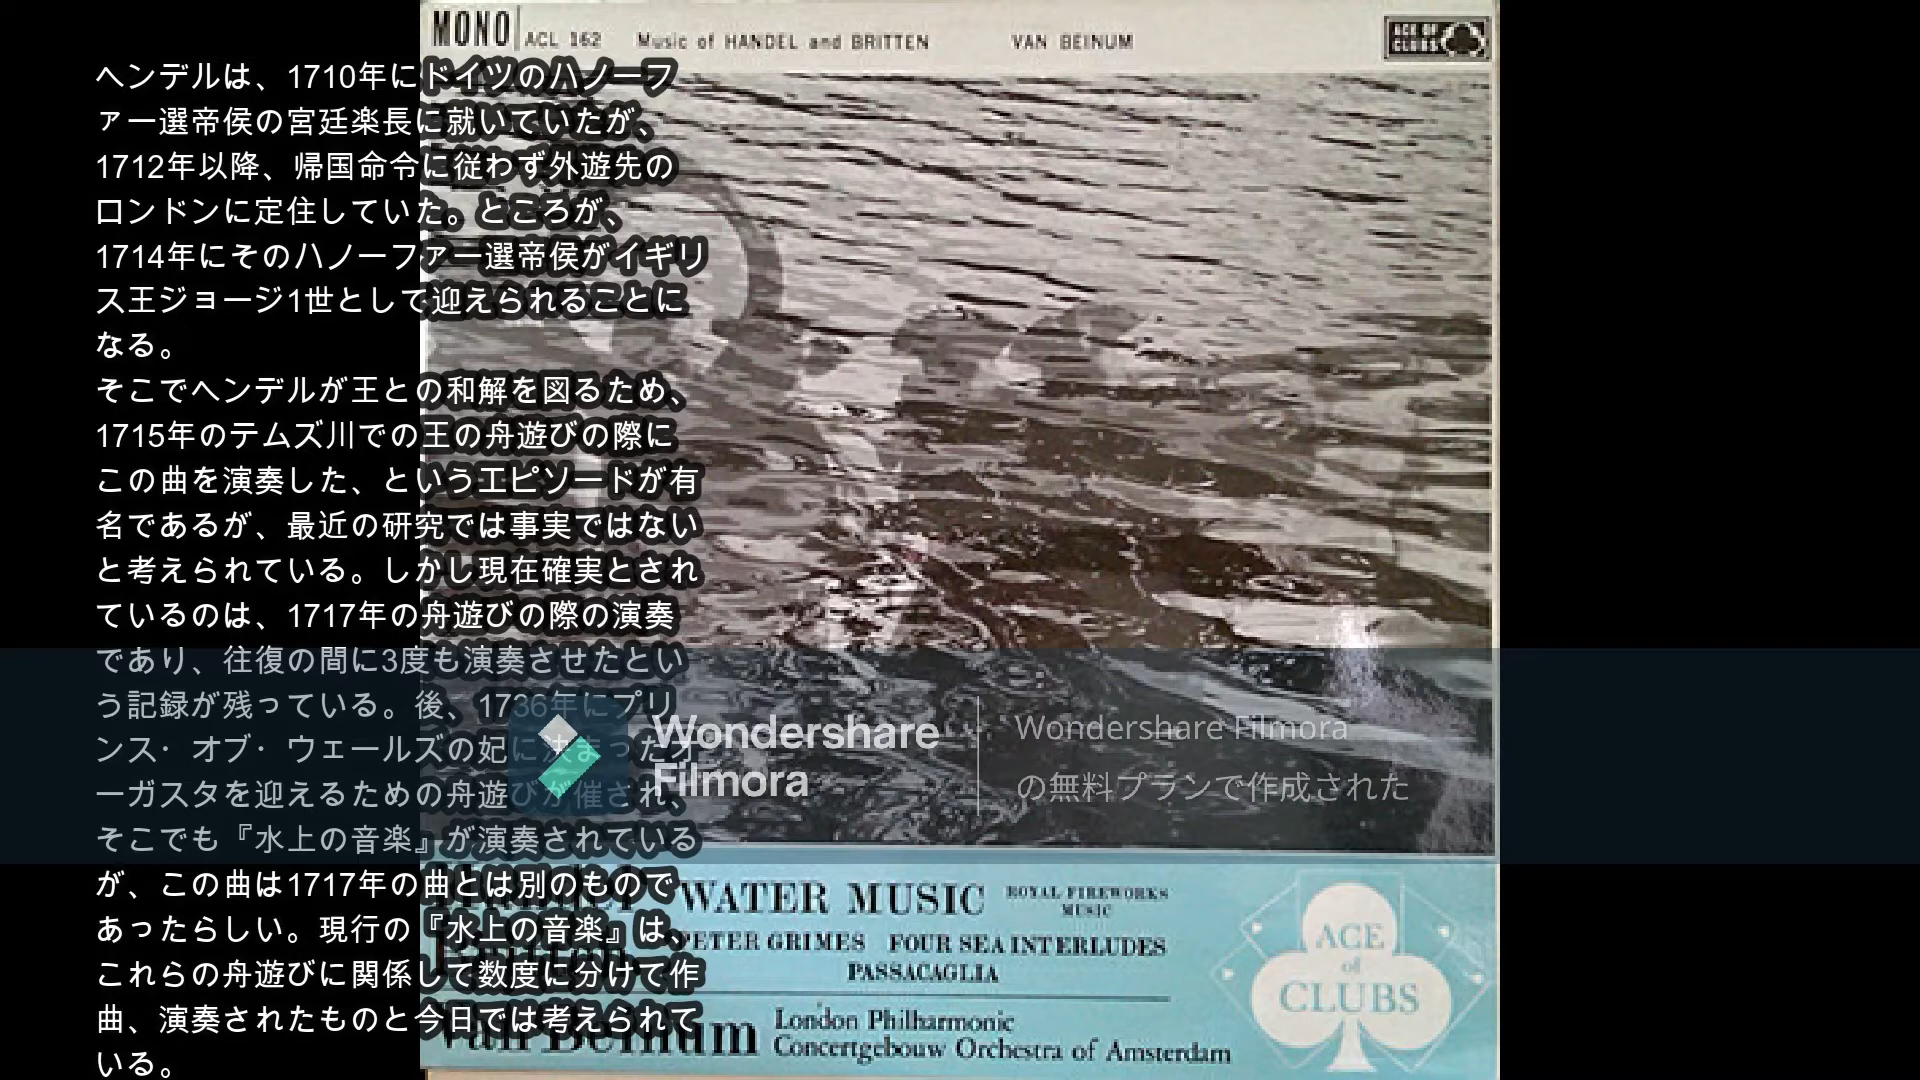 MONO ACL 162 Music of HANDEL and BRITTEN VAN BEINUM ACE OF CLUBS
ヘンデルは、1710年にドイツのハノーフ
ァー選帝侯の宮廷楽長に就いていたが、
1712年以降、帰国命令に従わず外遊先の
ロンドンに定住していた。ところが、
1714年にそのハノーファー選帝侯がイギリ
ス王ジョージ1世として迎えられることに
なる。
そこでヘンデルが王との和解を図るため、
1715年のテムズ川での王の舟遊びの際に
この曲を演奏した、というエピソードが有
名であるが、最近の研究では事実ではない
と考えられている。しかし現在確実とされ
ているのは、1717年の舟遊びの際の演奏
であり、往復の間に3度も演奏させたとい
う記録が残っている。後、1736年にプリ
ンス・オブ・ウェールズの妃に決まったオ
ーガスタを迎えるための舟遊びが催され、
そこでも『水上の音楽』が演奏されている
が、この曲は1717年の曲とは別のもので
あったらしい。現行の『水上の音楽』は、
これらの舟遊びに関係して数度に分けて作
曲、演奏されたものと今日では考えられて
いる。
Wondershare
Filmora
Wondershare Filmora
の無料プランで作成された
WATER MUSIC ROYAL FIREWORKS
MUSIC
PETER GRIMES FOUR SEA INTERLUDES
PASSACAGLIA
Van Beinum
London Philharmonic
Concertgebouw Orchestra of Amsterdam
ACE
of
CLUBS